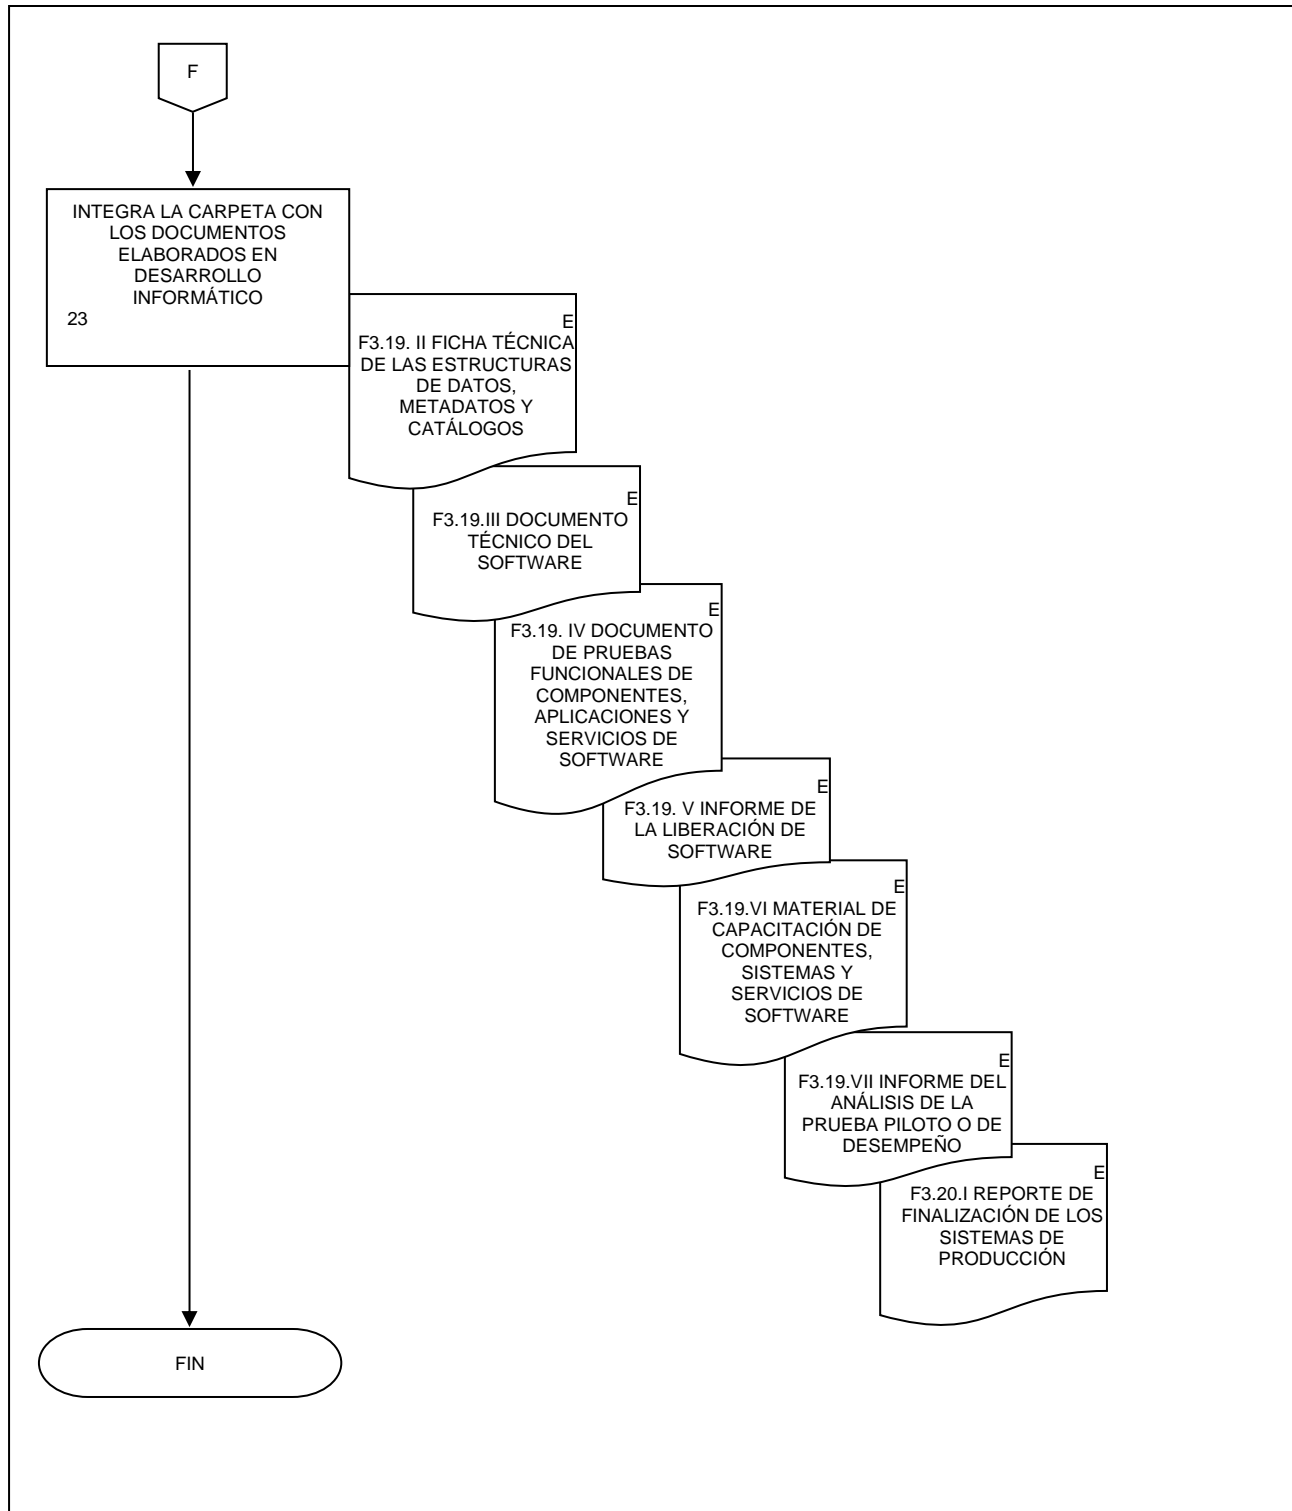 F
INTEGRA LA CARPETA CON
LOS DOCUMENTOS
ELABORADOS EN
DESARROLLO
INFORMÁTICO
23
E
F3.19. II FICHA TÉCNICA
DE LAS ESTRUCTURAS
DE DATOS,
METADATOS Y
CATÁLOGOS
E
F3.19.III DOCUMENTO
TÉCNICO DEL
SOFTWARE
E
F3.19. IV DOCUMENTO
DE PRUEBAS
FUNCIONALES DE
COMPONENTES,
APLICACIONES Y
SERVICIOS DE
SOFTWARE
E
F3.19. V INFORME DE
LA LIBERACIÓN DE
SOFTWARE
E
F3.19.VI MATERIAL DE
CAPACITACIÓN DE
COMPONENTES,
SISTEMAS Y
SERVICIOS DE
SOFTWARE
E
F3.19.VII INFORME DEL
ANÁLISIS DE LA
PRUEBA PILOTO O DE
DESEMPEÑO
E
F3.20.I REPORTE DE
FINALIZACIÓN DE LOS
SISTEMAS DE
PRODUCCIÓN
FIN